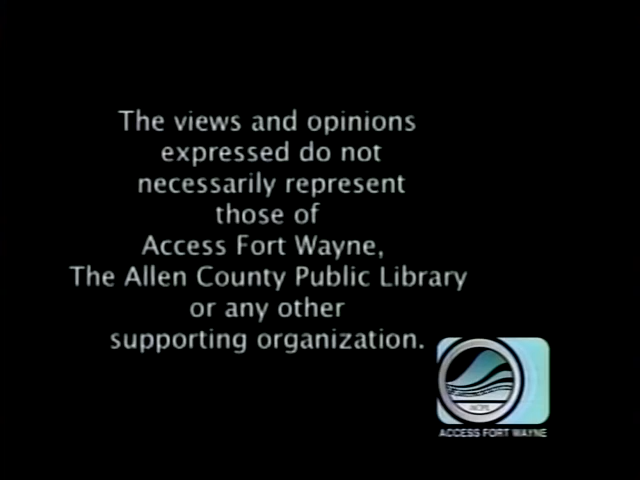 The views and opinions
expressed do not
necessarily represent
those of
Access Fort Wayne,
The Allen County Public Library
or any other
supporting organization.
ACPL
ACCESS FORT WAYNE